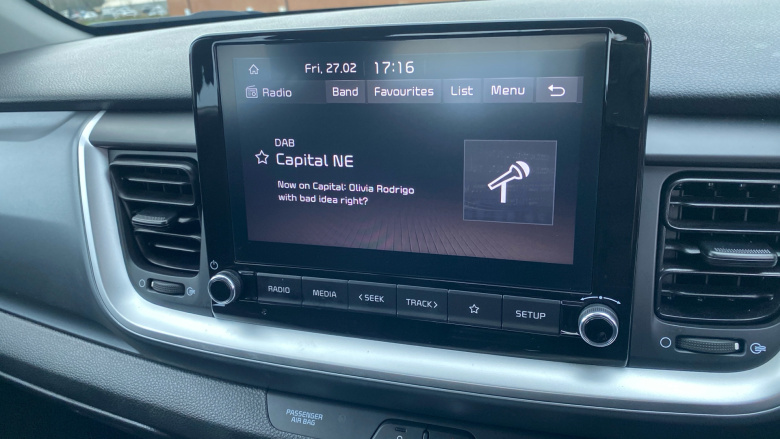 Fri, 27.02 17:16
Radio Band Favourites List Menu
DAB
Capital NE
Now on Capital: Olivia Rodrigo
with bad idea right?
RADIO MEDIA < SEEK TRACK > SETUP
PASSENGER
AIR BAG